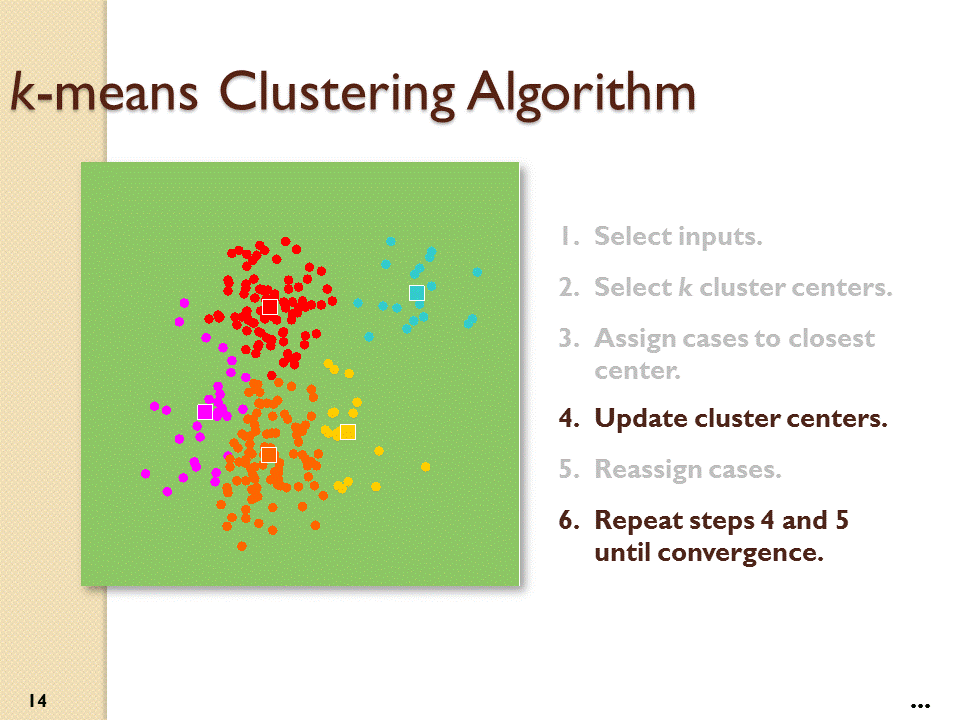 k-means Clustering Algorithm
1. Select inputs.
2. Select k cluster centers.
3. Assign cases to closest
center.
4. Update cluster centers.
5. Reassign cases.
6. Repeat steps 4 and 5
until convergence.
14
...